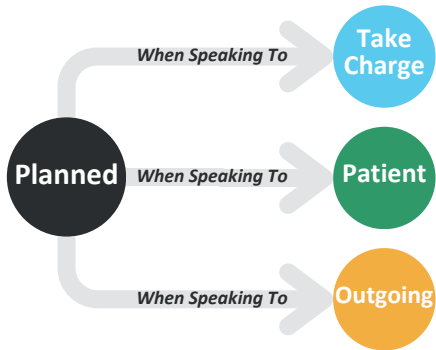 When Speaking To
Take
Charge
Planned
When Speaking To
Patient
When Speaking To
Outgoing